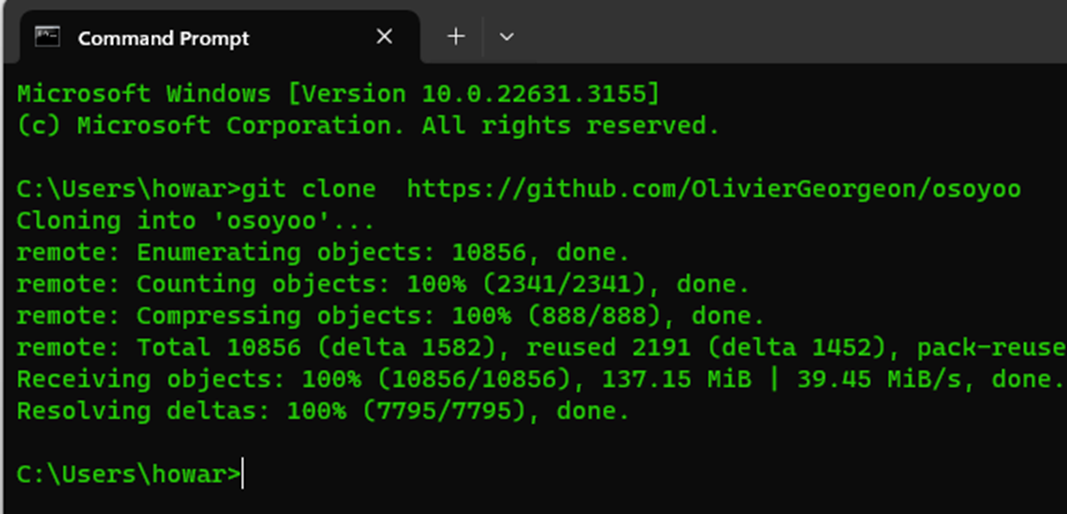 Command Prompt
Microsoft Windows [Version 10.0.22631.3155]
(c) Microsoft Corporation. All rights reserved.
C:\Users\howar>git clone  https://github.com/OlivierGeorgeon/osoyoo
Cloning into 'osoyoo'...
remote: Enumerating objects: 10856, done.
remote: Counting objects: 100% (2341/2341), done.
remote: Compressing objects: 100% (888/888), done.
remote: Total 10856 (delta 1582), reused 2191 (delta 1452), pack-reuse
Receiving objects: 100% (10856/10856), 137.15 MiB | 39.45 MiB/s, done.
Resolving deltas: 100% (7795/7795), done.
C:\Users\howar>